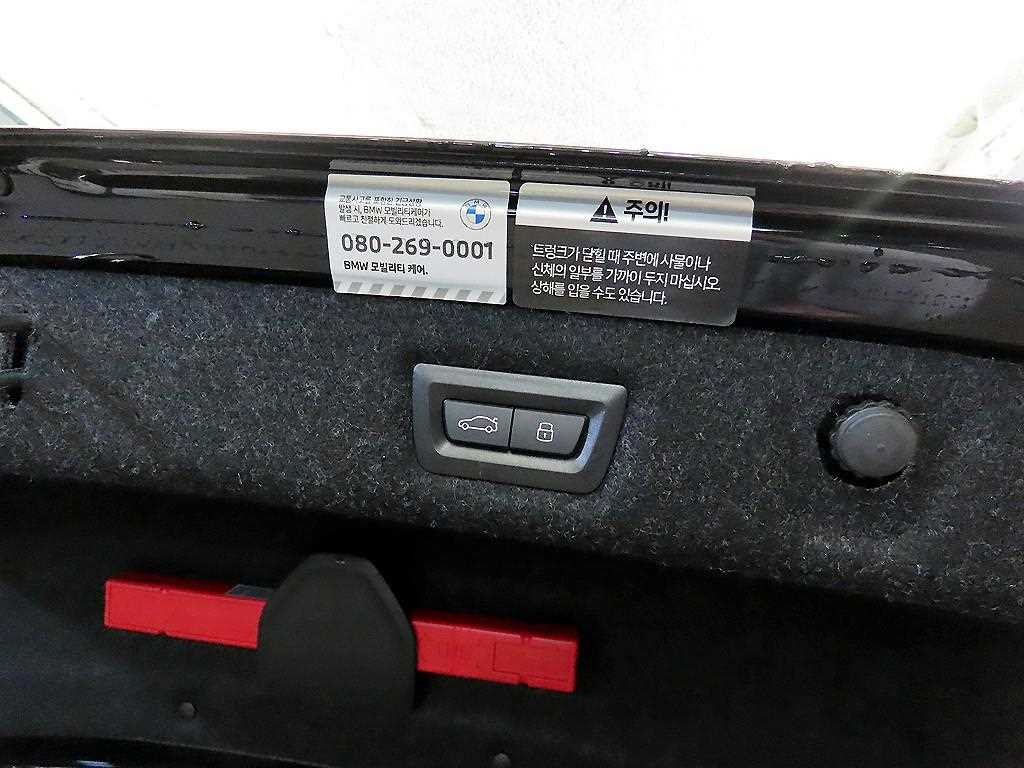 교통사고를 포함한 긴급상황
발생 시, BMW 모빌리티케어가
빠르고 친절하게 도와드리겠습니다.
080-269-0001
BMW 모빌리티 케어.
주의!
트렁크가 닫힐 때 주변에 사물이나
신체의 일부를 가까이 두지 마십시오.
상해를 입을 수도 있습니다.